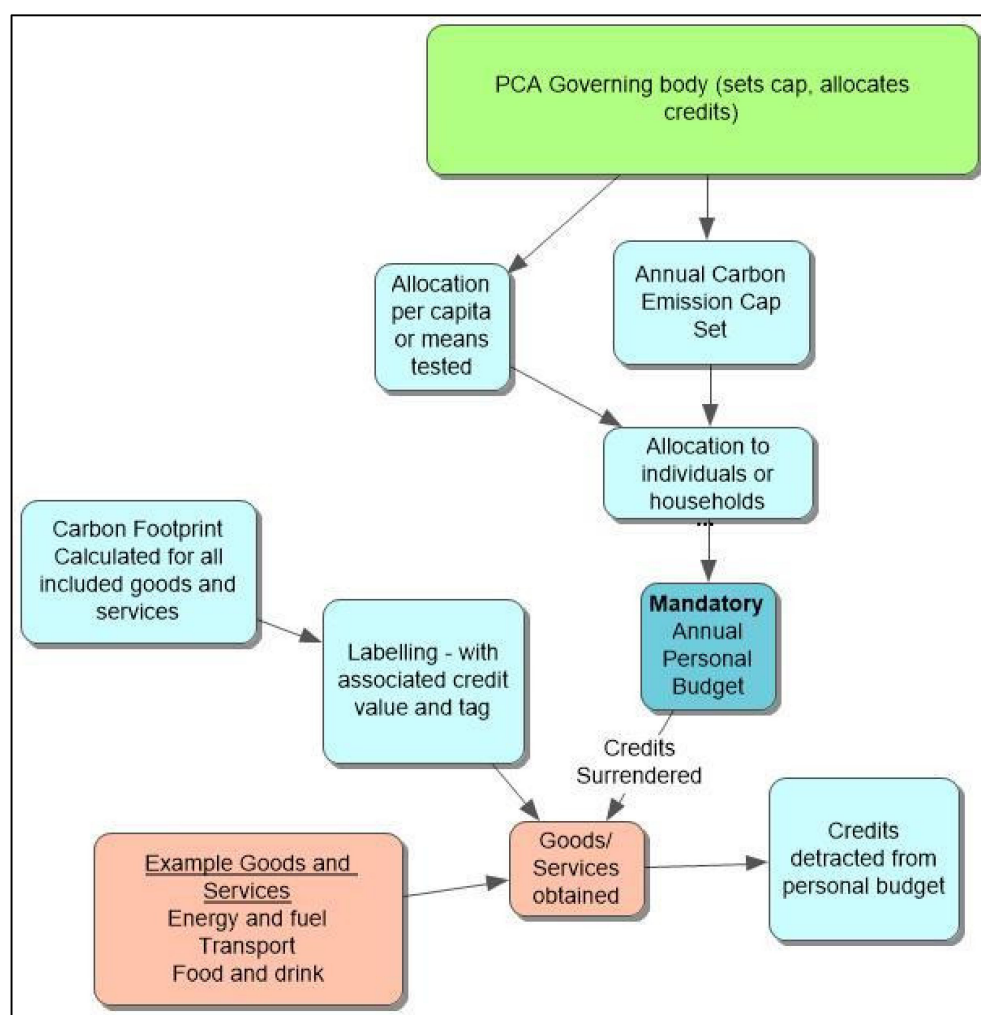 PCA Governing body (sets cap, allocates
credits)
Allocation
per capita
or means
tested
Annual Carbon
Emission Cap
Set
Allocation to
individuals or
households
...
Carbon Footprint
Calculated for all
included goods and
services
Labelling - with
associated credit
value and tag
Mandatory
Annual
Personal
Budget
Credits
Surrendered
Example Goods and
Services
Energy and fuel
Transport
Food and drink
Goods/
Services
obtained
Credits
detracted from
personal budget